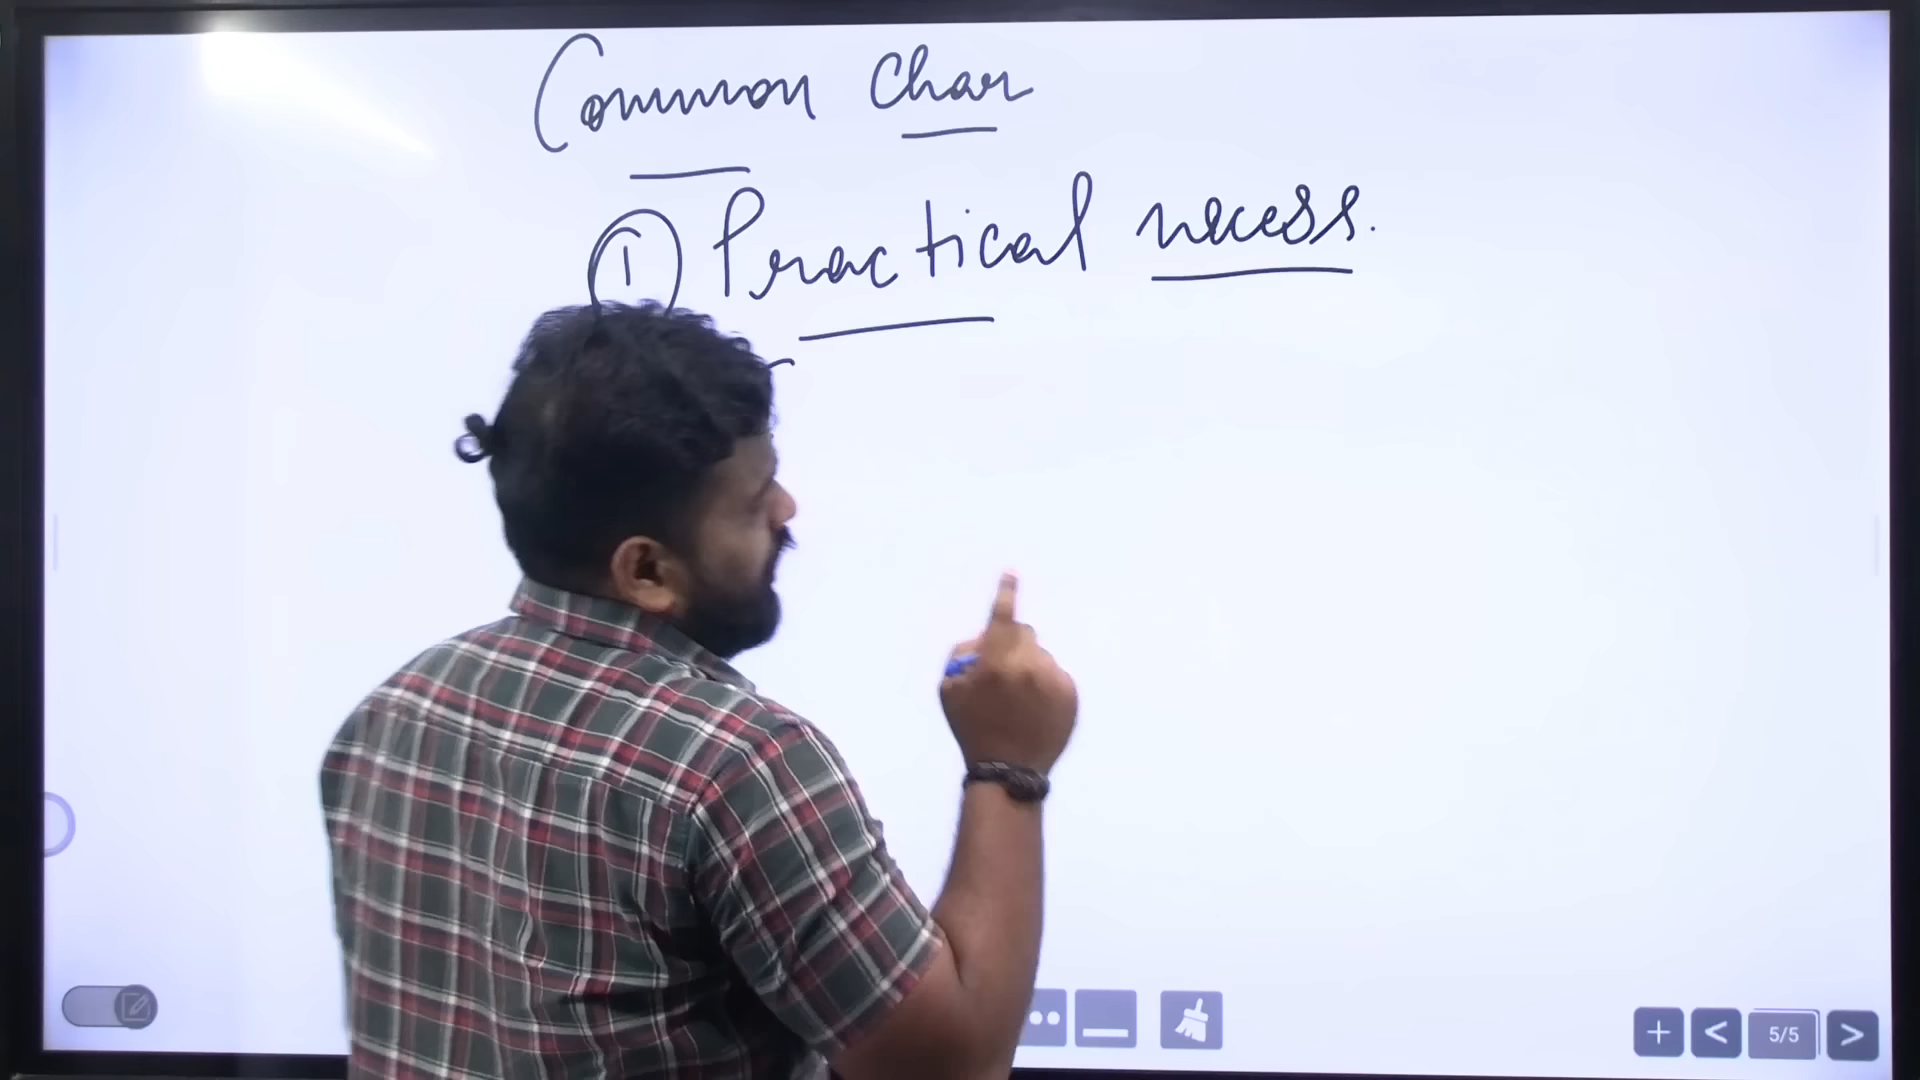 Common Char
① Practical necess.
5/5